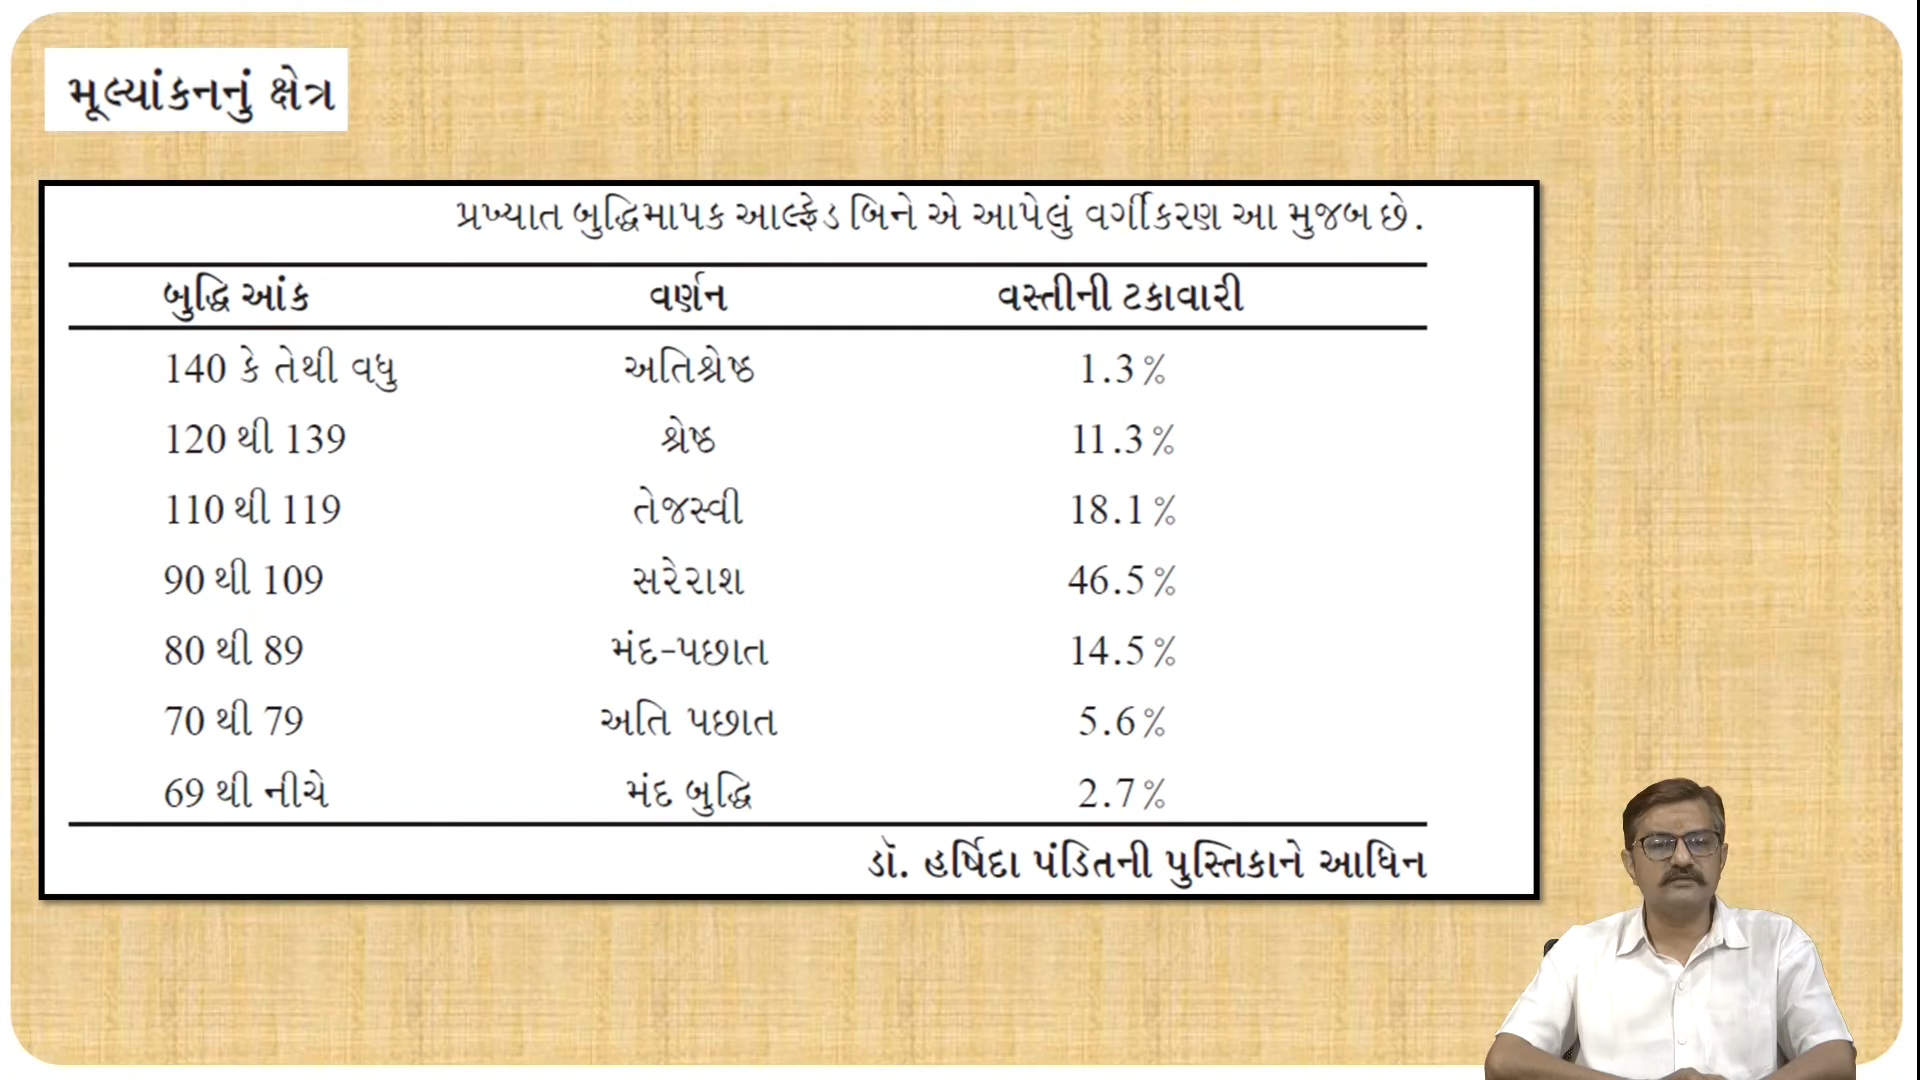 મૂલ્યાંકનનું ક્ષેત્ર
પ્રખ્યાત બુદ્ધિમાપક આલ્ફ્રેડ બિને એ આપેલું વર્ગીકરણ આ મુજબ છે.
બુદ્ધિ આંક વર્ણન વસ્તીની ટકાવારી
140 કે તેથી વધુ અતિશ્રેષ્ઠ 1.3%
120 થી 139 શ્રેષ્ઠ 11.3%
110 થી 119 તેજસ્વી 18.1%
90 થી 109 સરેરાશ 46.5%
80 થી 89 મંદ-પછાત 14.5%
70 થી 79 અતિ પછાત 5.6%
69 થી નીચે મંદ બુદ્ધિ 2.7%
ડૉ. હર્ષિદા પંડિતની પુસ્તિકાને આધિન